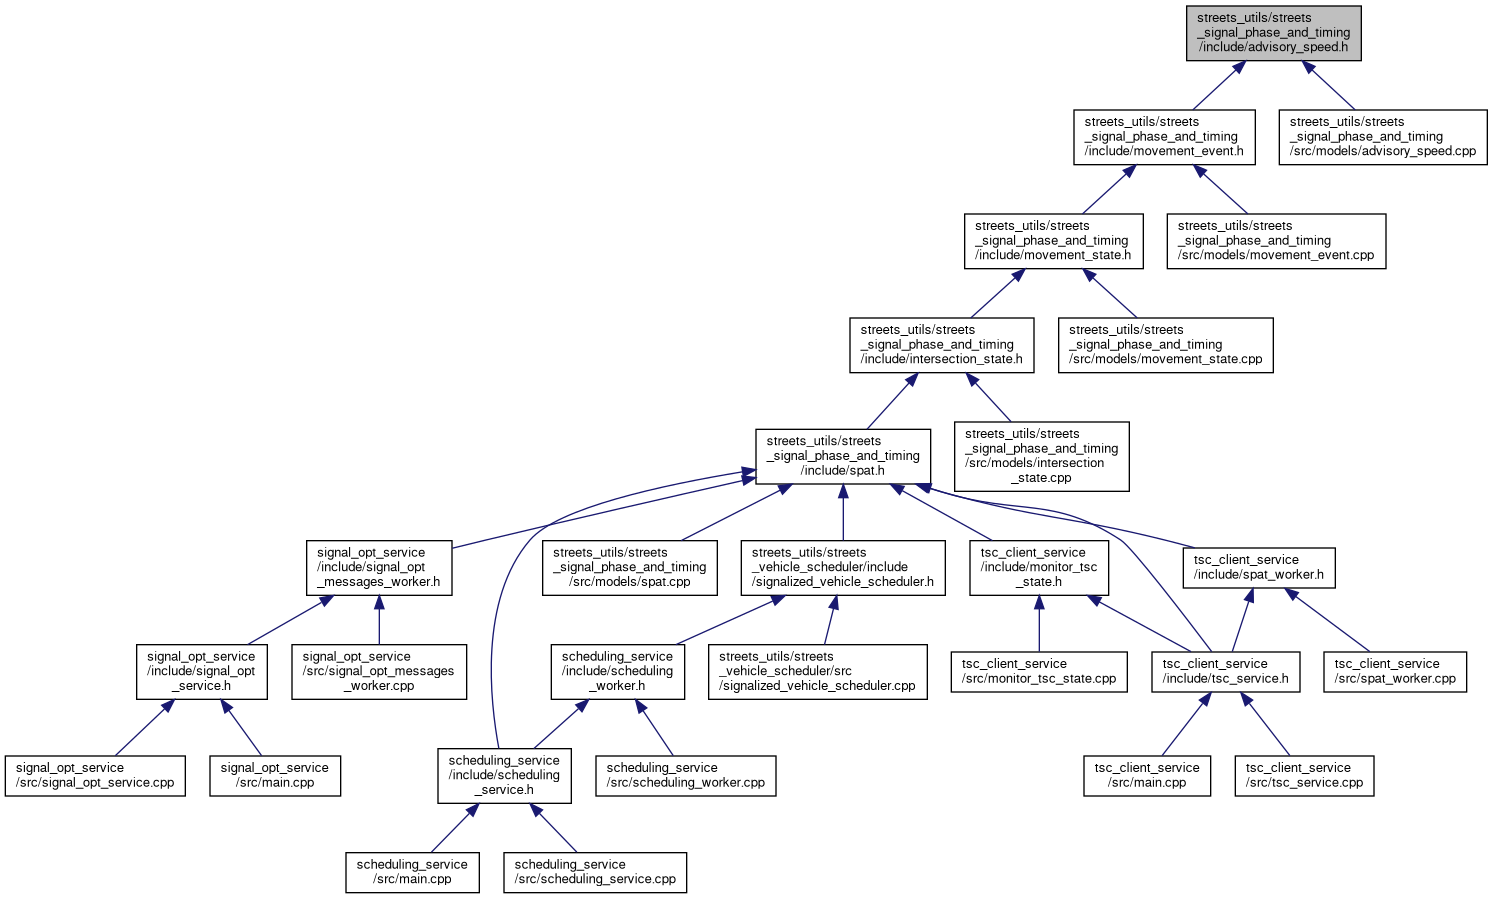 streets_utils/streets
_signal_phase_and_timing
/include/advisory_speed.h
streets_utils/streets
_signal_phase_and_timing
/include/movement_event.h
streets_utils/streets
_signal_phase_and_timing
/src/models/advisory_speed.cpp
streets_utils/streets
_signal_phase_and_timing
/include/movement_state.h
streets_utils/streets
_signal_phase_and_timing
/src/models/movement_event.cpp
streets_utils/streets
_signal_phase_and_timing
/include/intersection_state.h
streets_utils/streets
_signal_phase_and_timing
/src/models/movement_state.cpp
streets_utils/streets
_signal_phase_and_timing
/include/spat.h
streets_utils/streets
_signal_phase_and_timing
/src/models/intersection
_state.cpp
signal_opt_service
/include/signal_opt
_messages_worker.h
streets_utils/streets
_signal_phase_and_timing
/src/models/spat.cpp
streets_utils/streets
_vehicle_scheduler/include
/signalized_vehicle_scheduler.h
tsc_client_service
/include/monitor_tsc
_state.h
tsc_client_service
/include/spat_worker.h
signal_opt_service
/include/signal_opt
_service.h
signal_opt_service
/src/signal_opt_messages
_worker.cpp
scheduling_service
/include/scheduling
_worker.h
streets_utils/streets
_vehicle_scheduler/src
/signalized_vehicle_scheduler.cpp
tsc_client_service
/src/monitor_tsc_state.cpp
tsc_client_service
/include/tsc_service.h
tsc_client_service
/src/spat_worker.cpp
signal_opt_service
/src/signal_opt_service.cpp
signal_opt_service
/src/main.cpp
scheduling_service
/include/scheduling
_service.h
scheduling_service
/src/scheduling_worker.cpp
tsc_client_service
/src/main.cpp
tsc_client_service
/src/tsc_service.cpp
scheduling_service
/src/main.cpp
scheduling_service
/src/scheduling_service.cpp